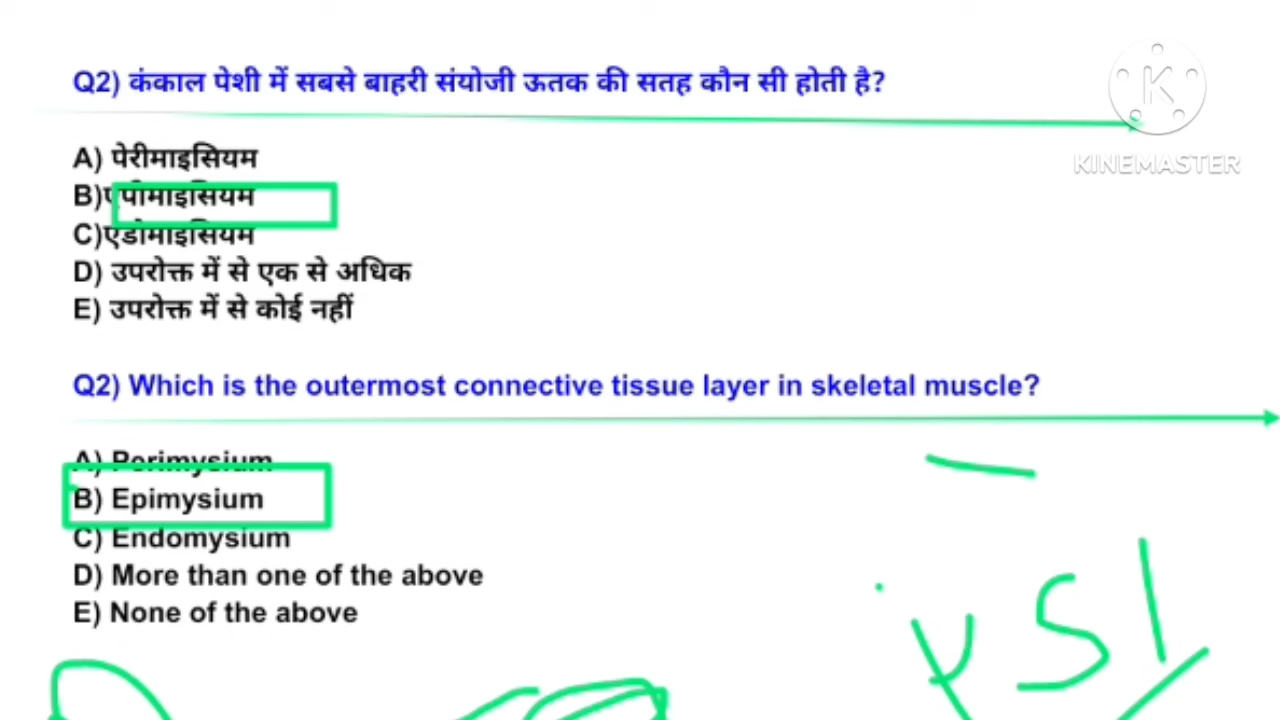 Q2) कंकाल पेशी में सबसे बाहरी संयोजी ऊतक की सतह कौन सी होती है?
KINEMASTER
A) पेरीमाइसियम
B)एपीमाइसियम
C)एंडोमाइसियम
D) उपरोक्त में से एक से अधिक
E) उपरोक्त में से कोई नहीं
Q2) Which is the outermost connective tissue layer in skeletal muscle?
A) Perimysium
B) Epimysium
C) Endomysium
D) More than one of the above
E) None of the above